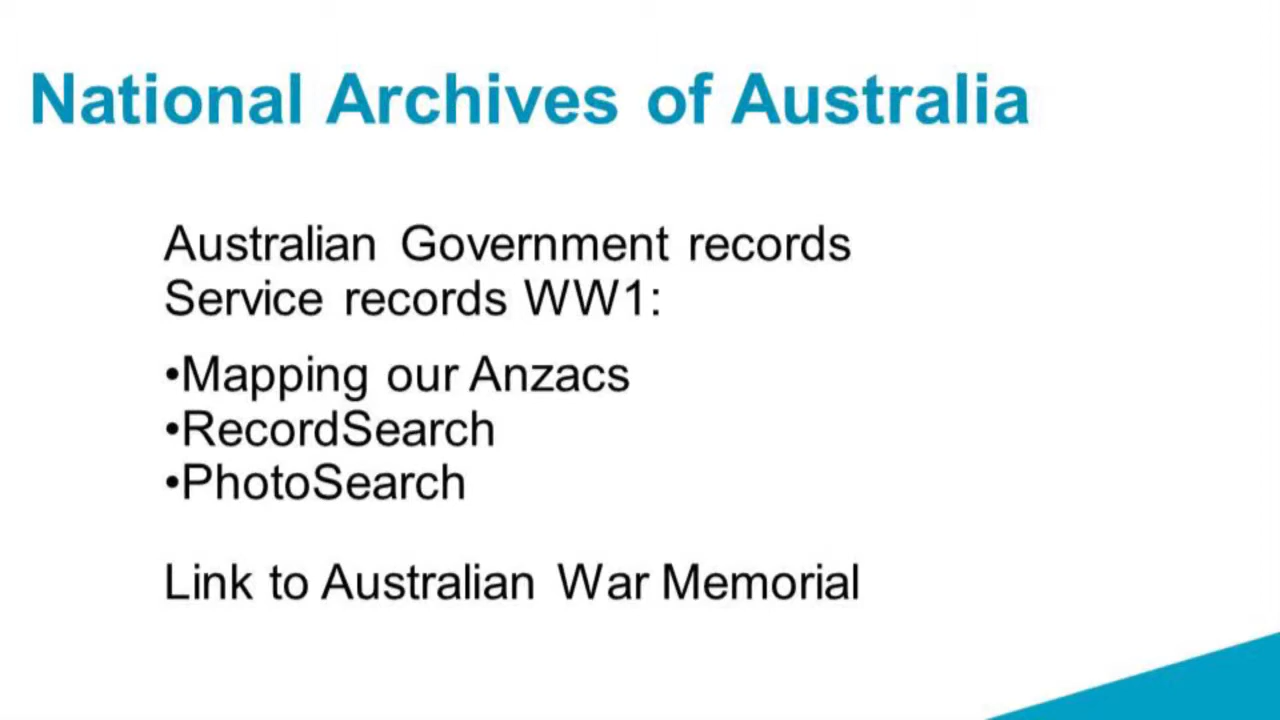 National Archives of Australia
Australian Government records
Service records WW1:
•Mapping our Anzacs
•RecordSearch
•PhotoSearch
Link to Australian War Memorial